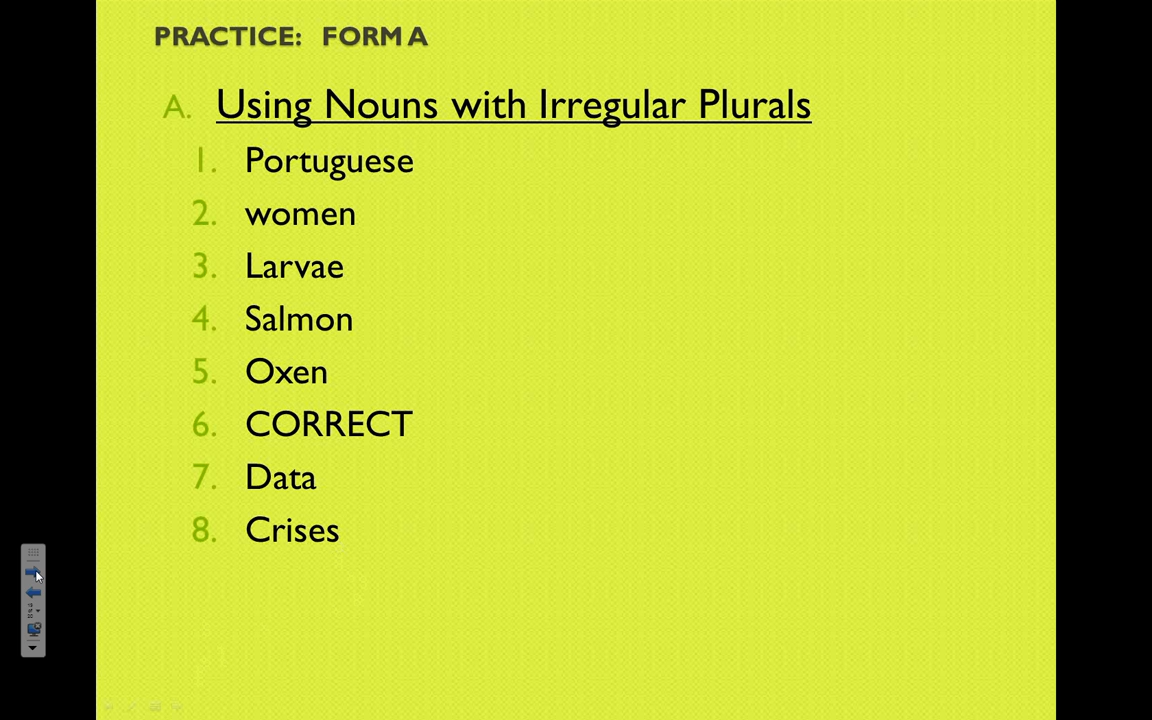 PRACTICE: FORM A
A. Using Nouns with Irregular Plurals
1. Portuguese
2. women
3. Larvae
4. Salmon
5. Oxen
6. CORRECT
7. Data
8. Crises